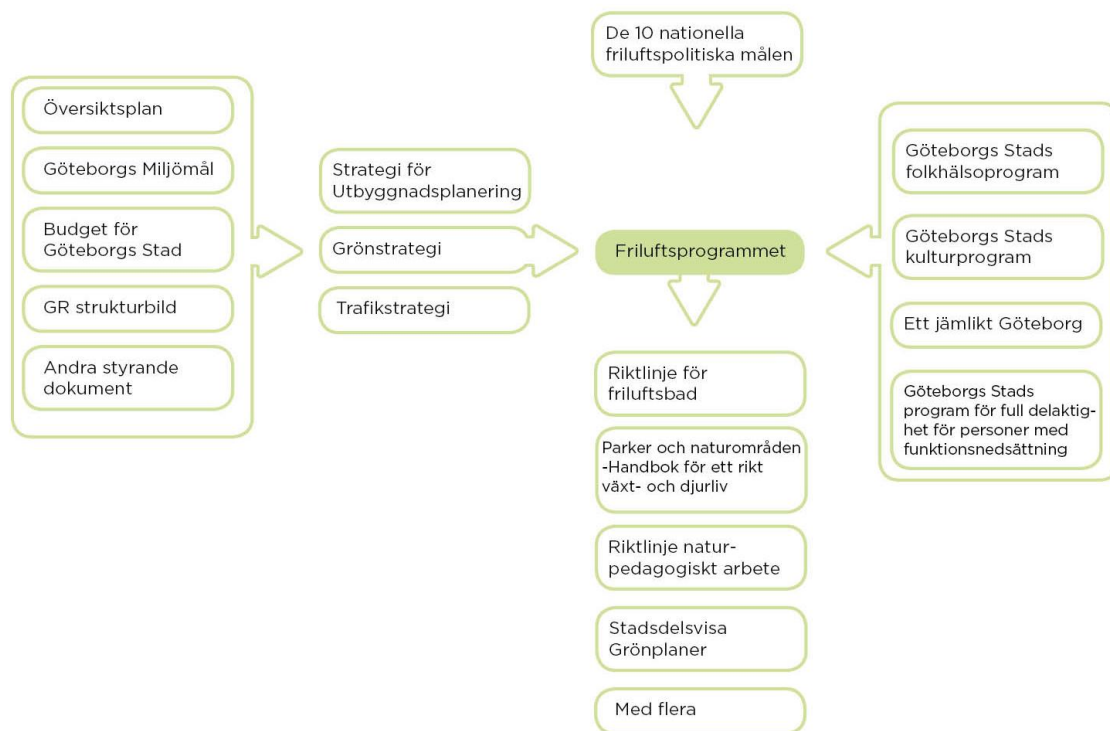 De 10 nationella
friluftspolitiska målen
Översiktsplan
Göteborgs Miljömål
Budget för
Göteborgs Stad
GR strukturbild
Andra styrande
dokument
Strategi för
Utbyggnadsplanering
Grönstrategi
Trafikstrategi
Friluftsprogrammet
Göteborgs Stads
folkhälsoprogram
Göteborgs Stads
kulturprogram
Ett jämlikt Göteborg
Göteborgs Stads
program för full delaktig-
het för personer med
funktionsnedsättning
Riktlinje för
friluftsbad
Parker och naturområden
-Handbok för ett rikt
växt- och djurliv
Riktlinje natur-
pedagogiskt arbete
Stadsdelsvisa
Grönplaner
Med flera